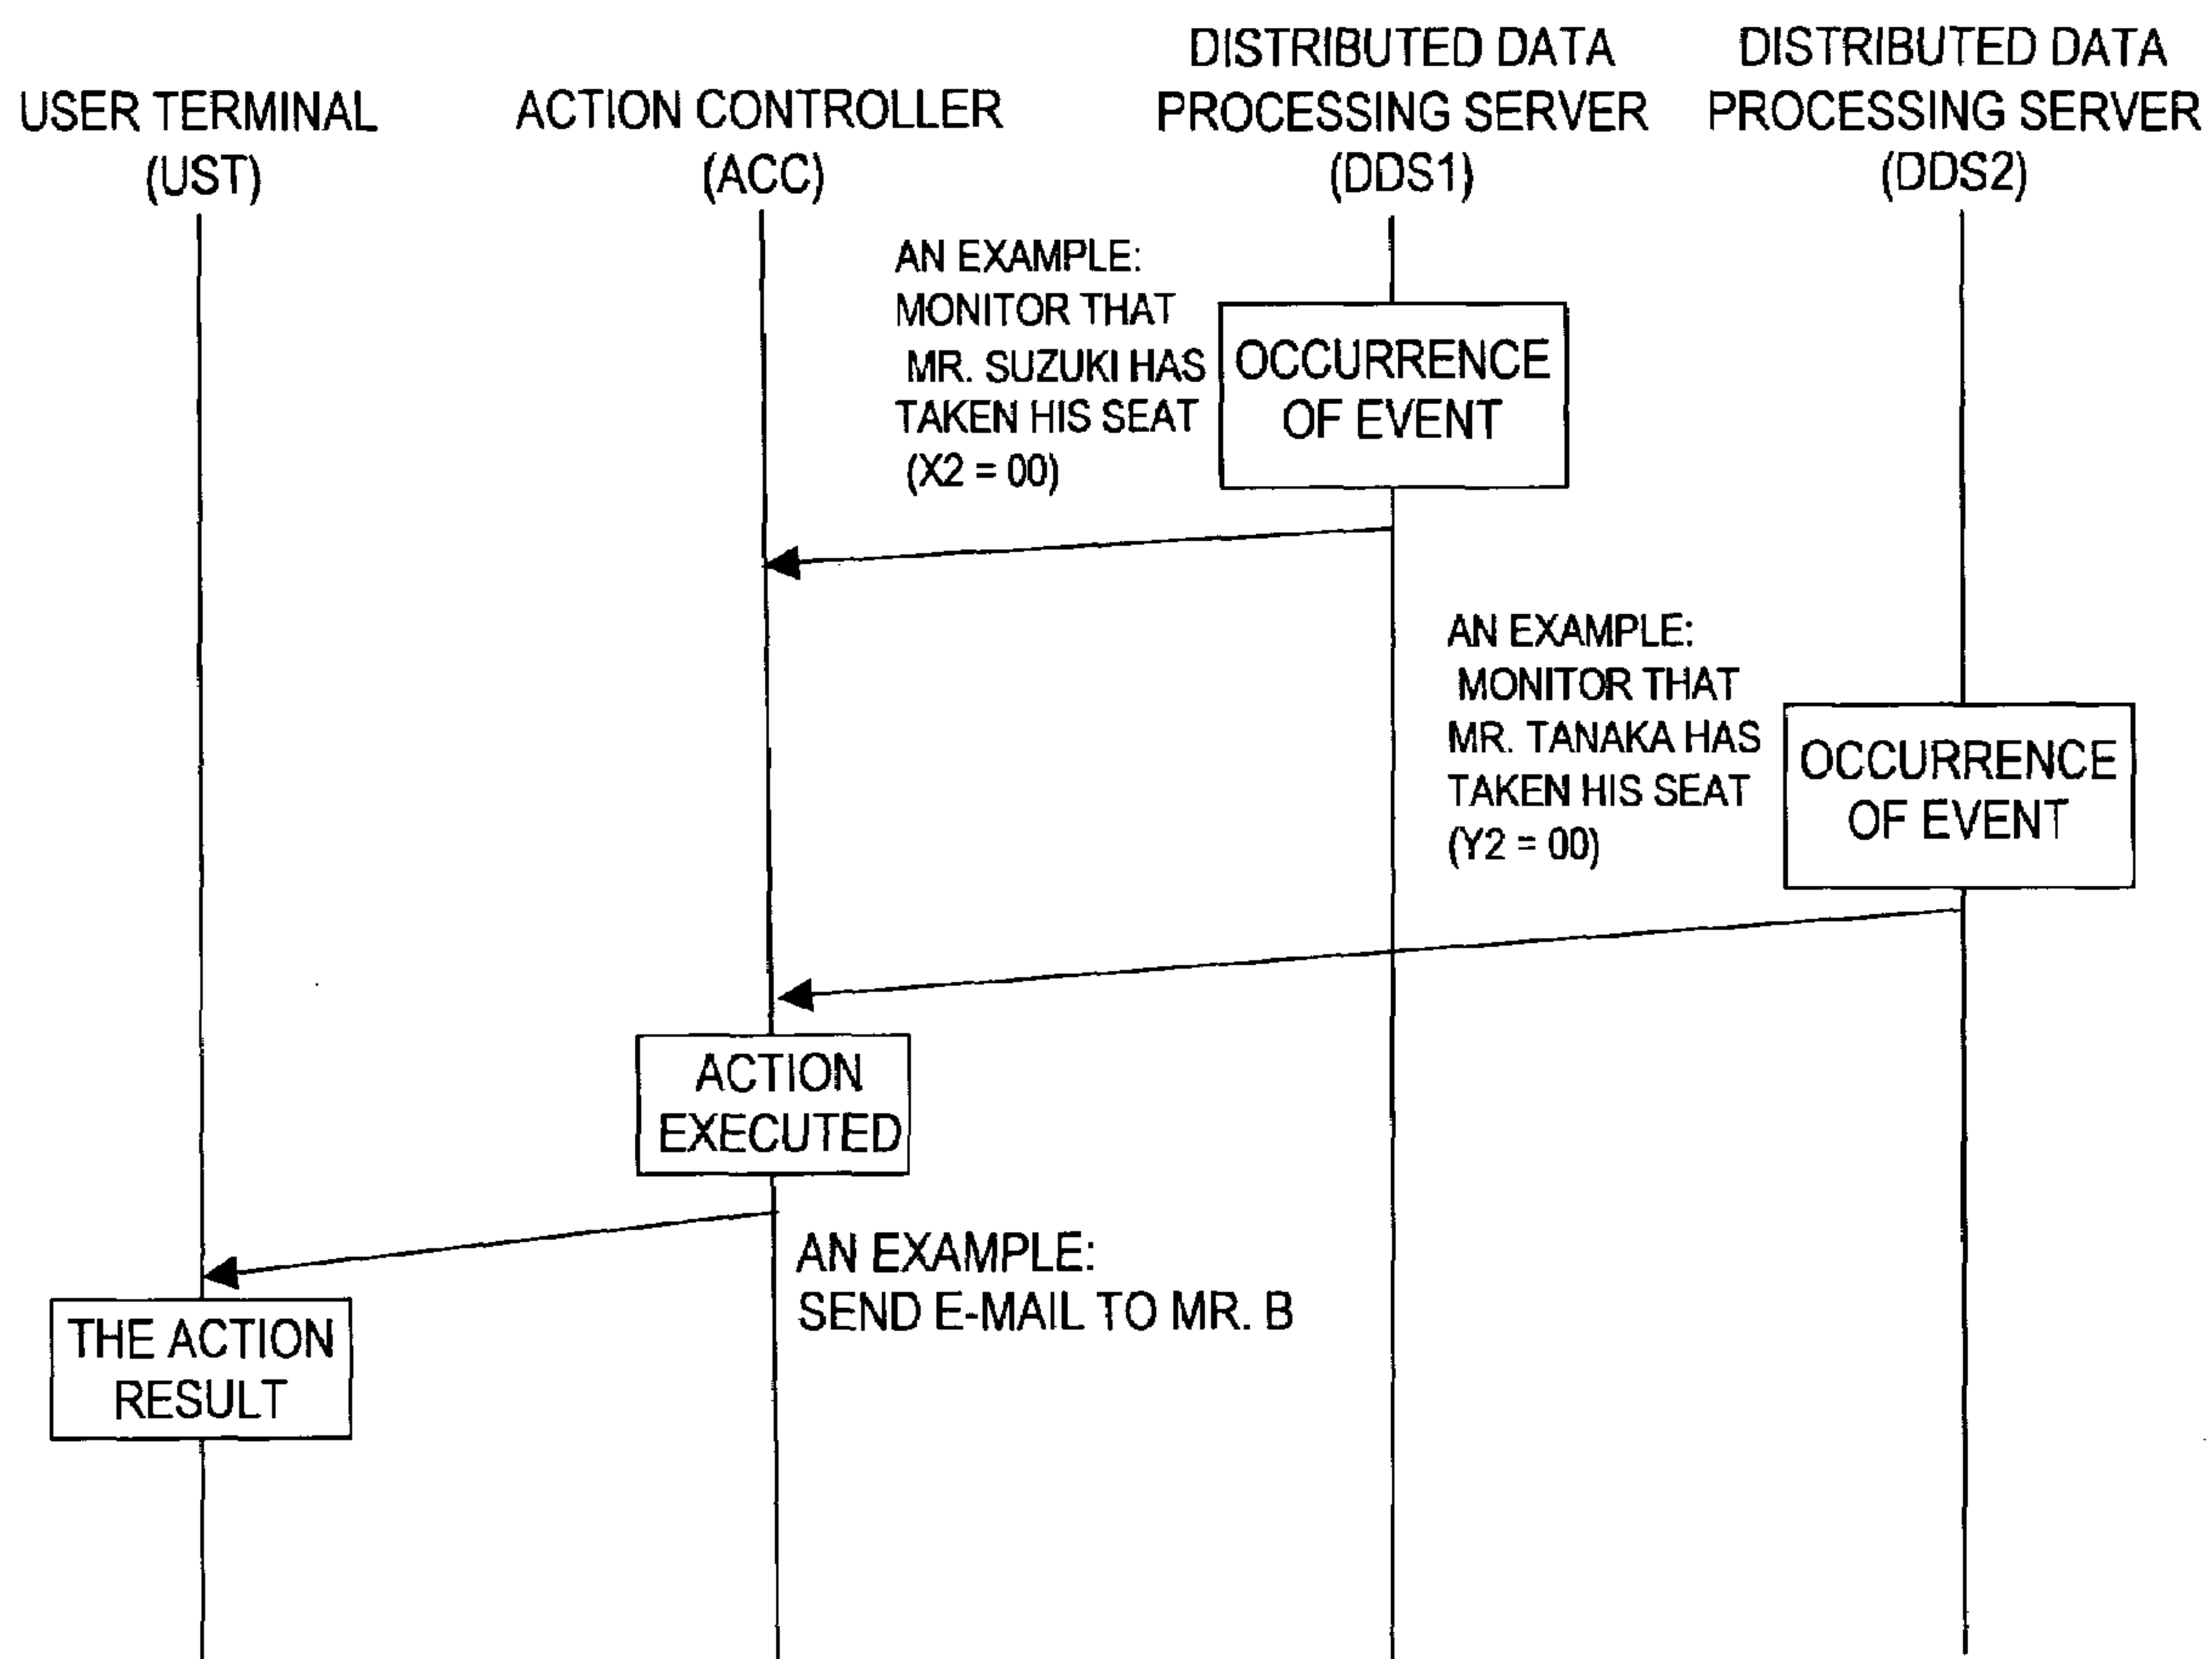 USER TERMINAL
(UST)
ACTION CONTROLLER
(ACC)
DISTRIBUTED DATA
PROCESSING SERVER
(DDS1)
DISTRIBUTED DATA
PROCESSING SERVER
(DDS2)
AN EXAMPLE:
MONITOR THAT
MR. SUZUKI HAS
TAKEN HIS SEAT
(X2 = 00)
OCCURRENCE
OF EVENT
AN EXAMPLE:
MONITOR THAT
MR. TANAKA HAS
TAKEN HIS SEAT
(Y2 = 00)
OCCURRENCE
OF EVENT
ACTION
EXECUTED
AN EXAMPLE:
SEND E-MAIL TO MR. B
THE ACTION
RESULT